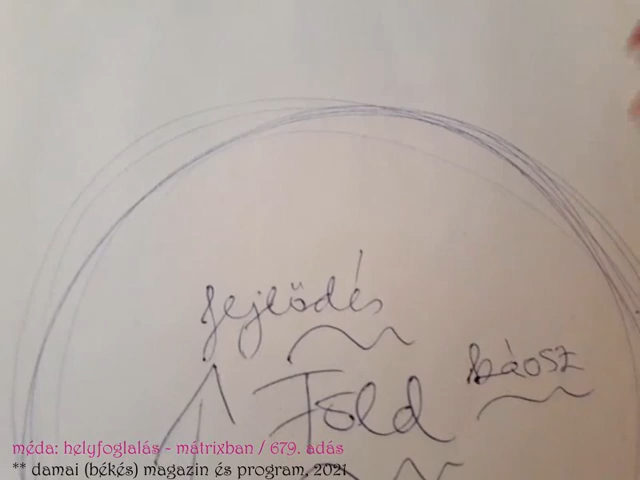 fejlődés
káosz
Föld
méda: helyfoglalás - mátrixban / 679. adás
** damai (békés) magazin és program, 2021